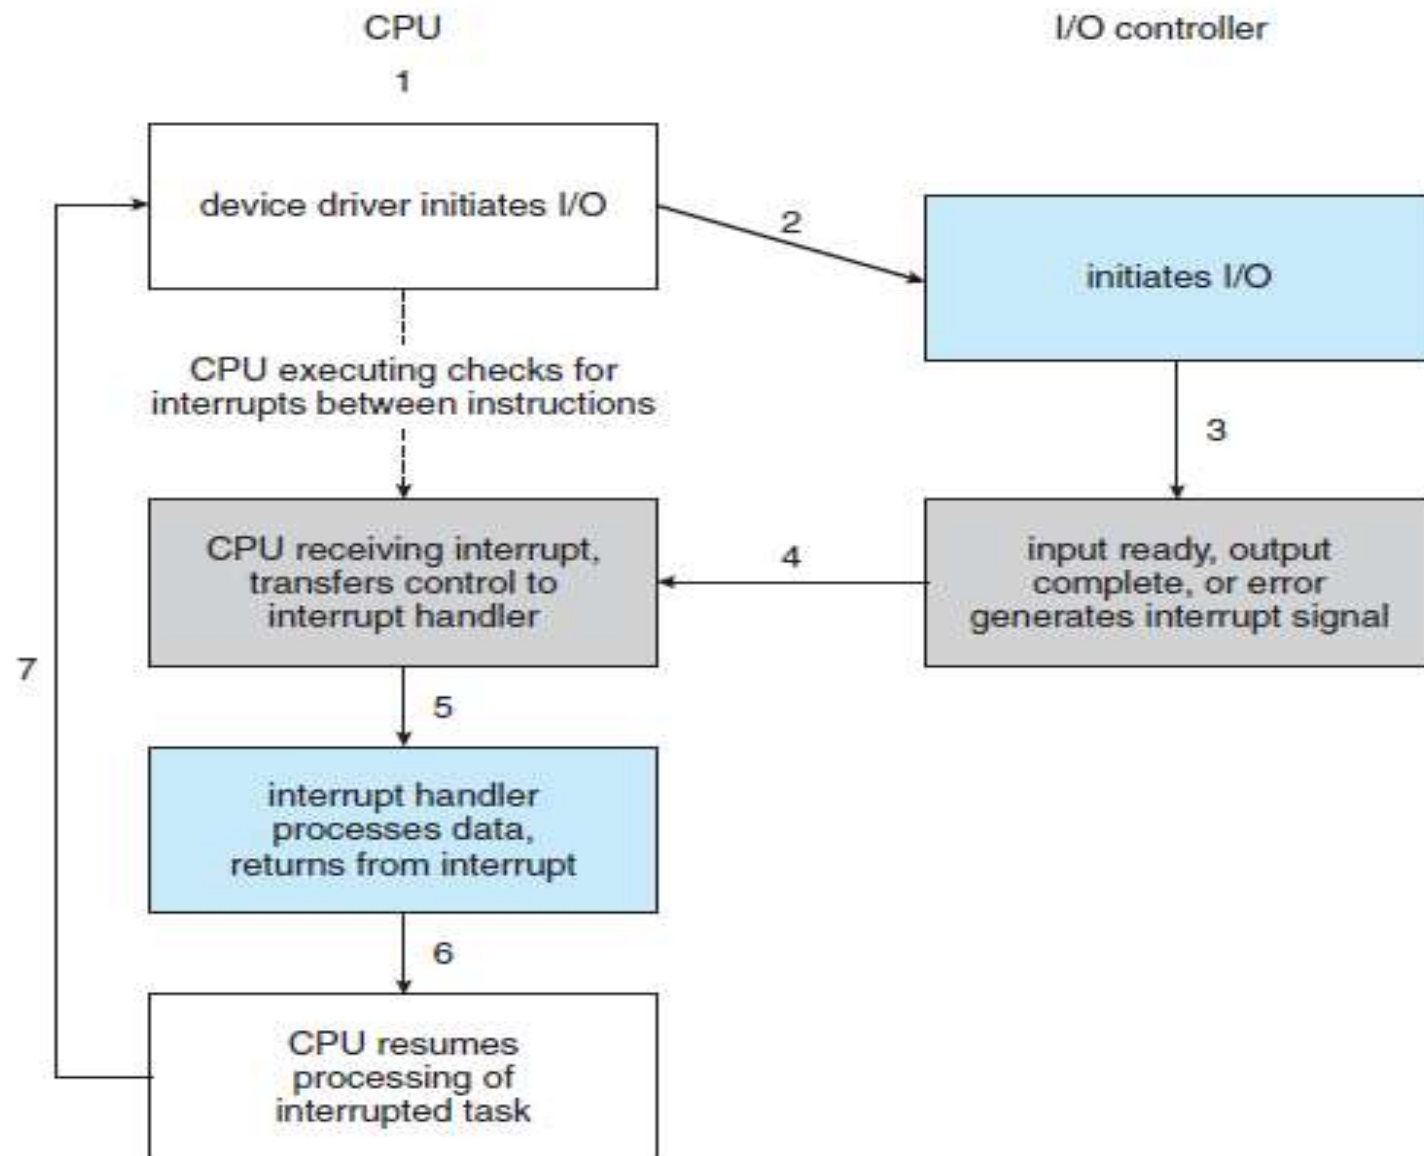 CPU
I/O controller
1
device driver initiates I/O
2
initiates I/O
CPU executing checks for
interrupts between instructions
3
CPU receiving interrupt,
transfers control to
interrupt handler
4
input ready, output
complete, or error
generates interrupt signal
7
5
interrupt handler
processes data,
returns from interrupt
6
CPU resumes
processing of
interrupted task